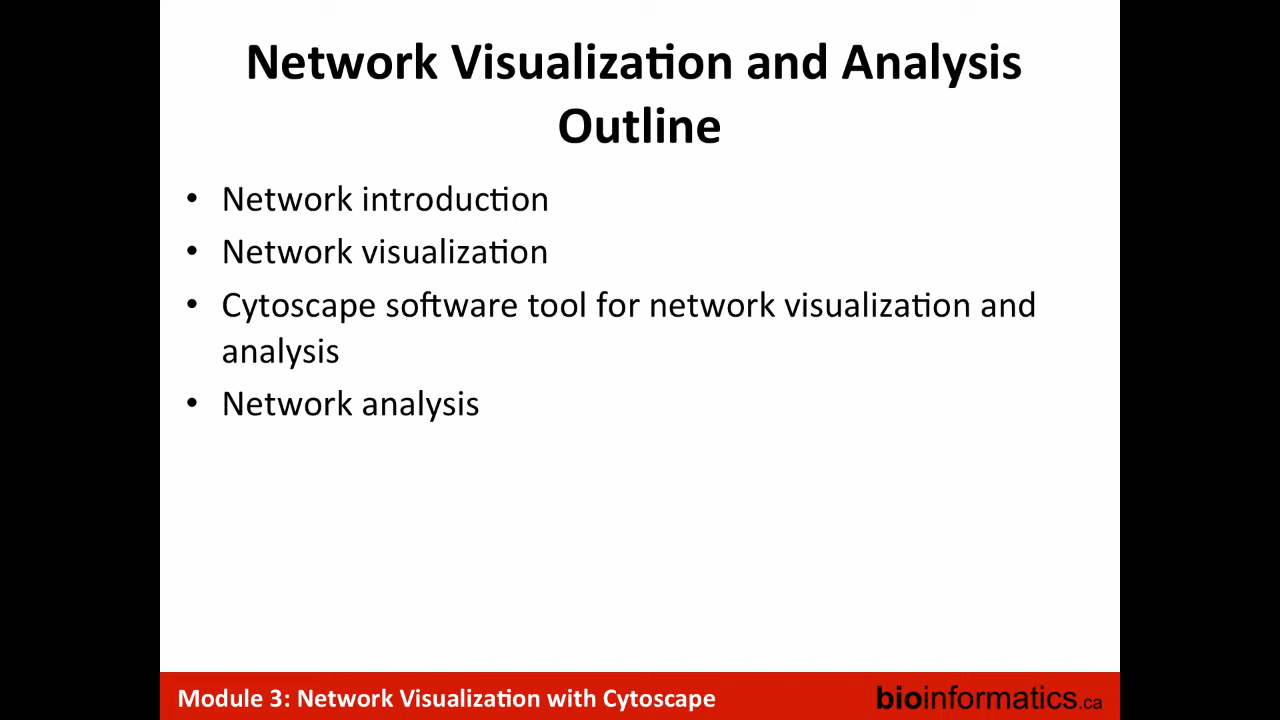 Network Visualization and Analysis
Outline
• Network introduction
• Network visualization
• Cytoscape software tool for network visualization and
analysis
• Network analysis
Module 3: Network Visualization with Cytoscape
bioinformatics.ca